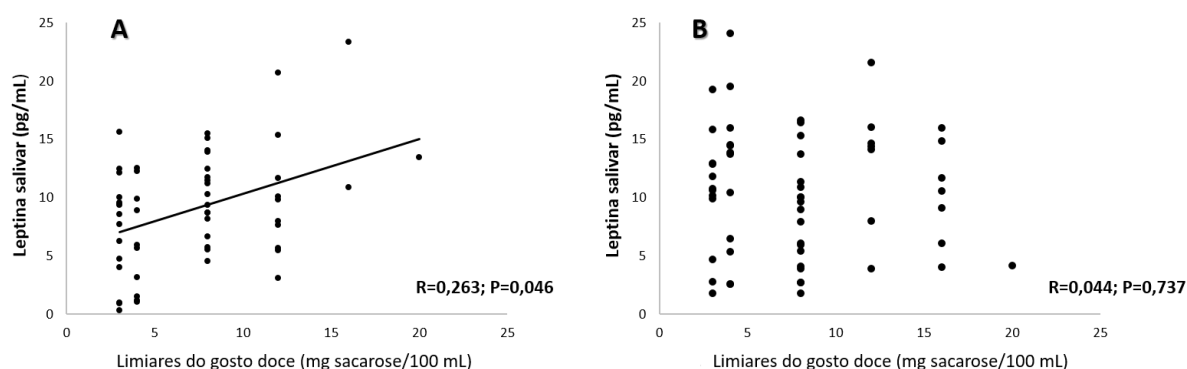 A
Leptina salivar (pg/mL)
25
20
15
10
5
0
R=0,263; P=0,046
0 5 10 15 20 25
Limiares do gosto doce (mg sacarose/100 mL)
B
Leptina salivar (pg/mL)
25
20
15
10
5
0
R=0,044; P=0,737
0 5 10 15 20 25
Limiares do gosto doce (mg sacarose/100 mL)